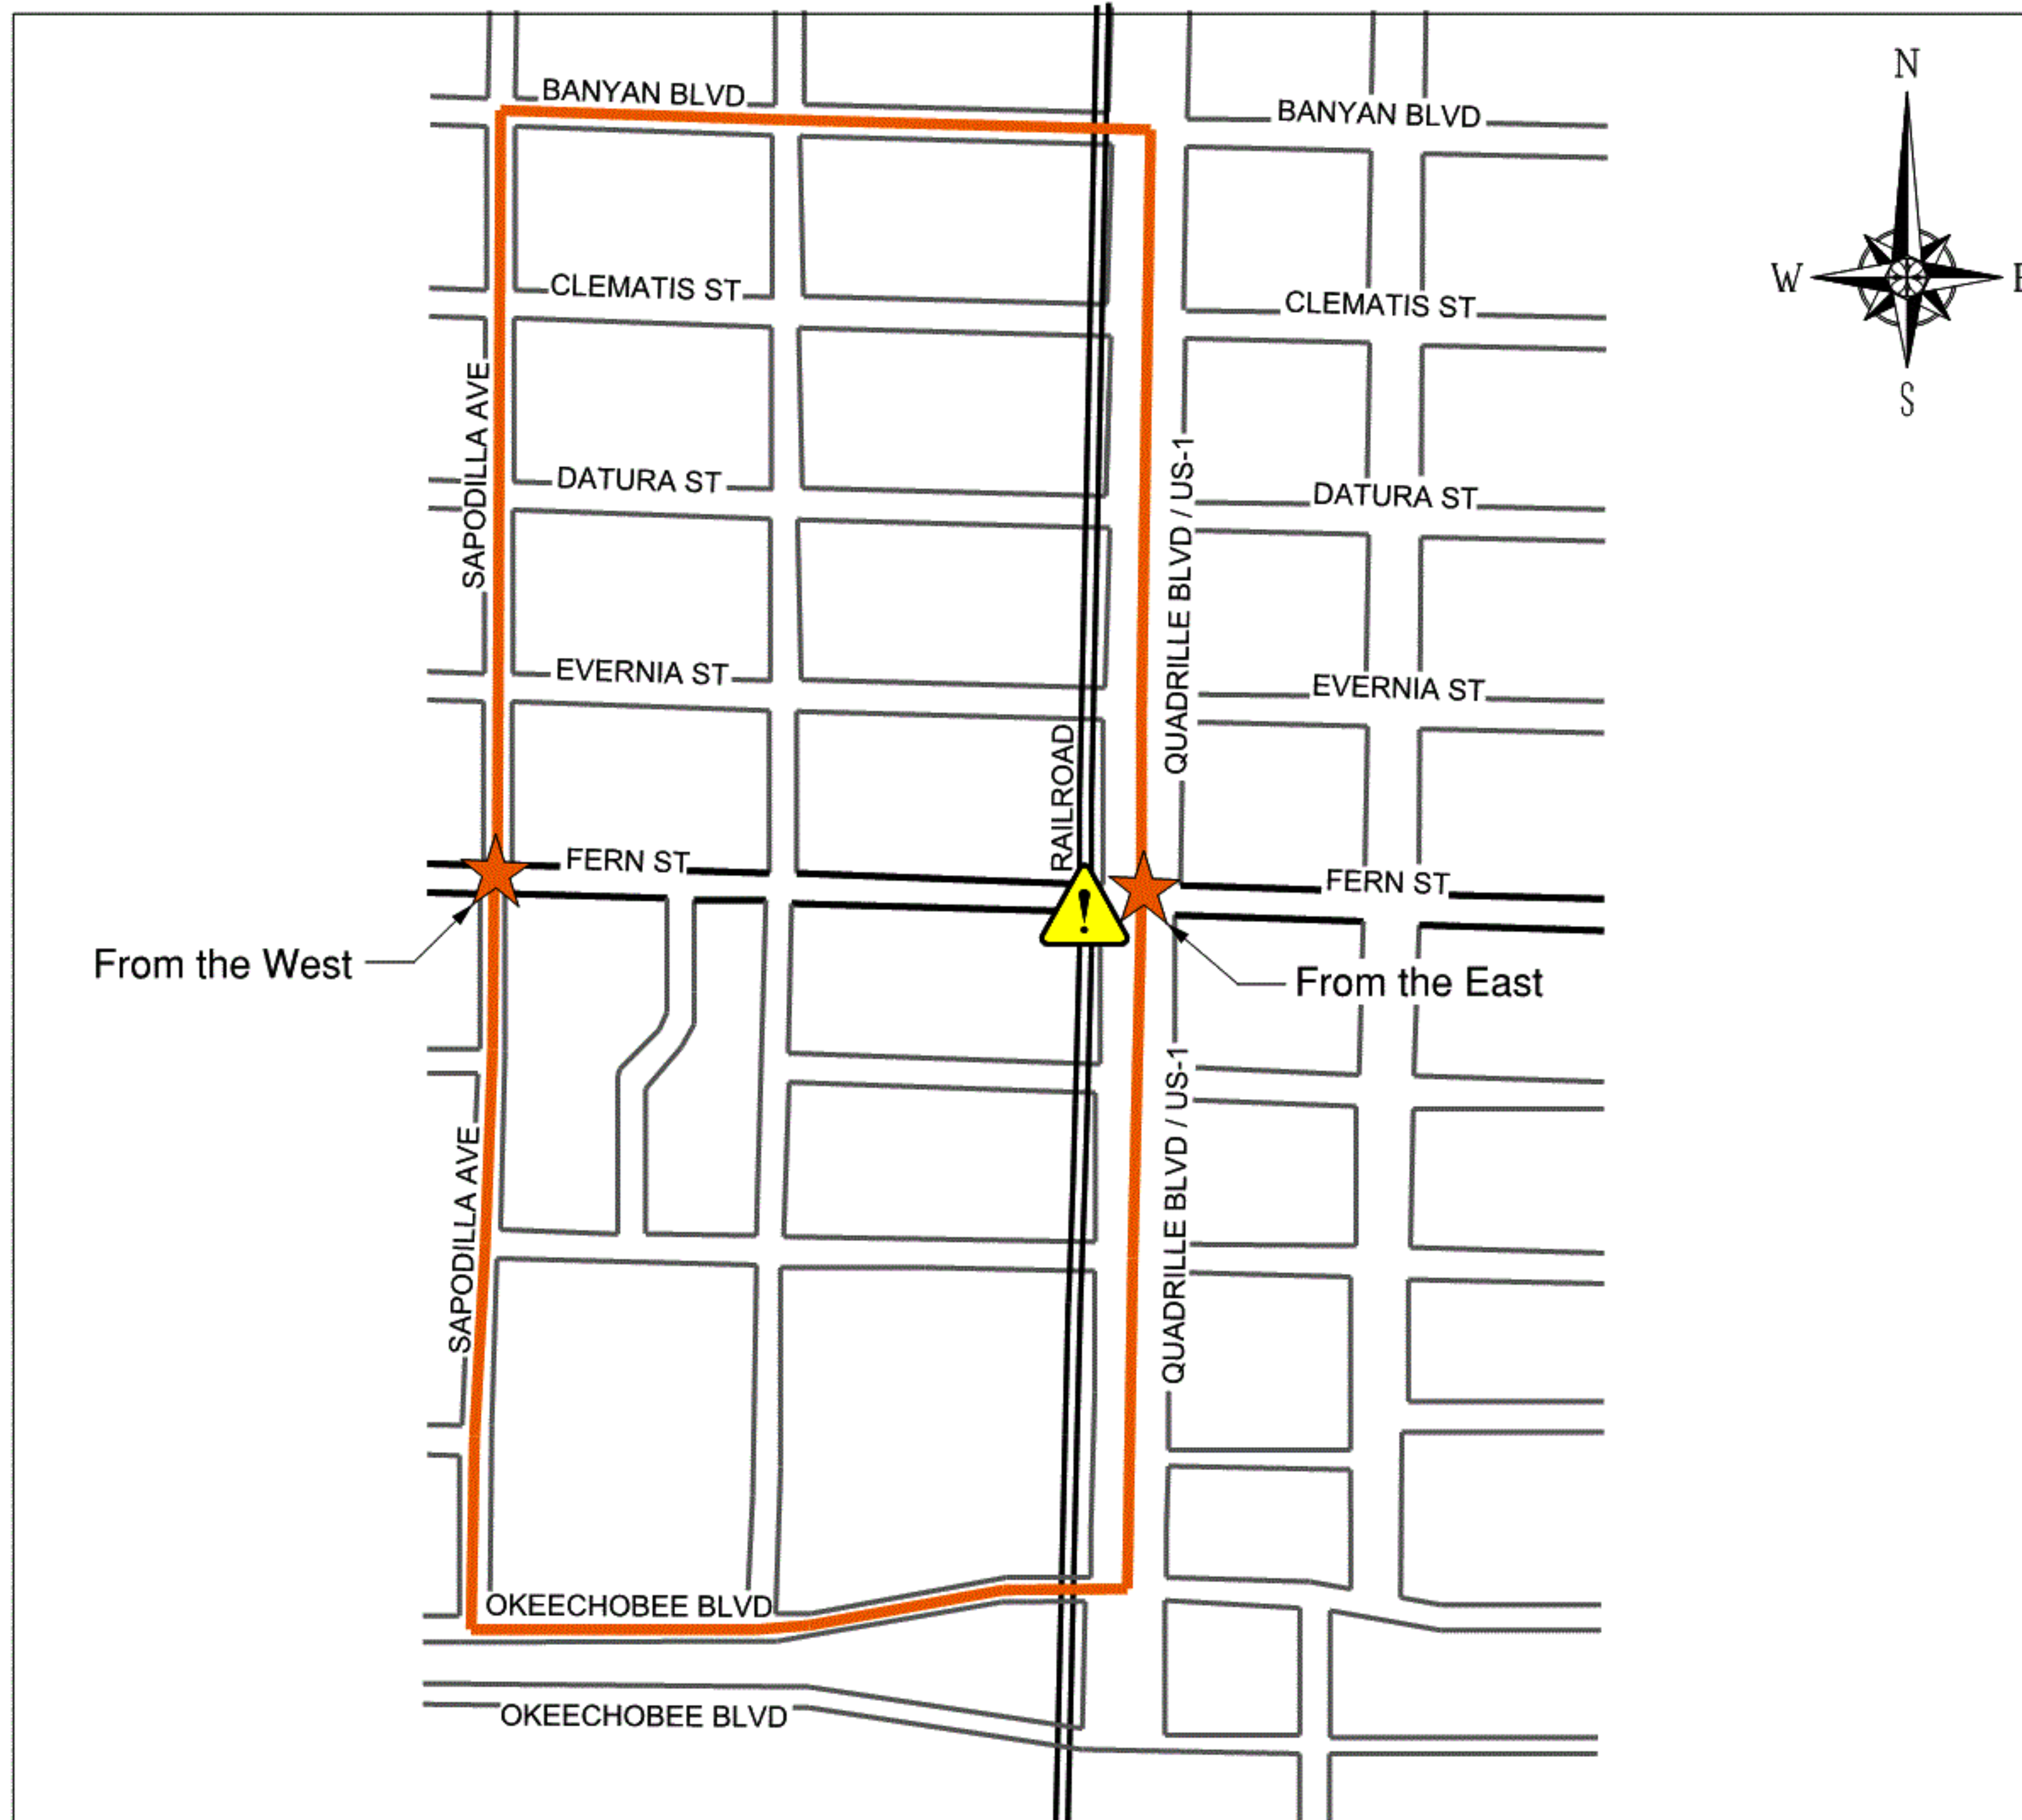 N
BANYAN BLVD
BANYAN BLVD
W
E
CLEMATIS ST
CLEMATIS ST
S
SAPODILLA AVE
DATURA ST
QUADRILLE BLVD / US-1
DATURA ST
EVERNIA ST
EVERNIA ST
RAILROAD
FERN ST
!
FERN ST
From the West
From the East
SAPODILLA AVE
QUADRILLE BLVD / US-1
OKEECHOBEE BLVD
OKEECHOBEE BLVD